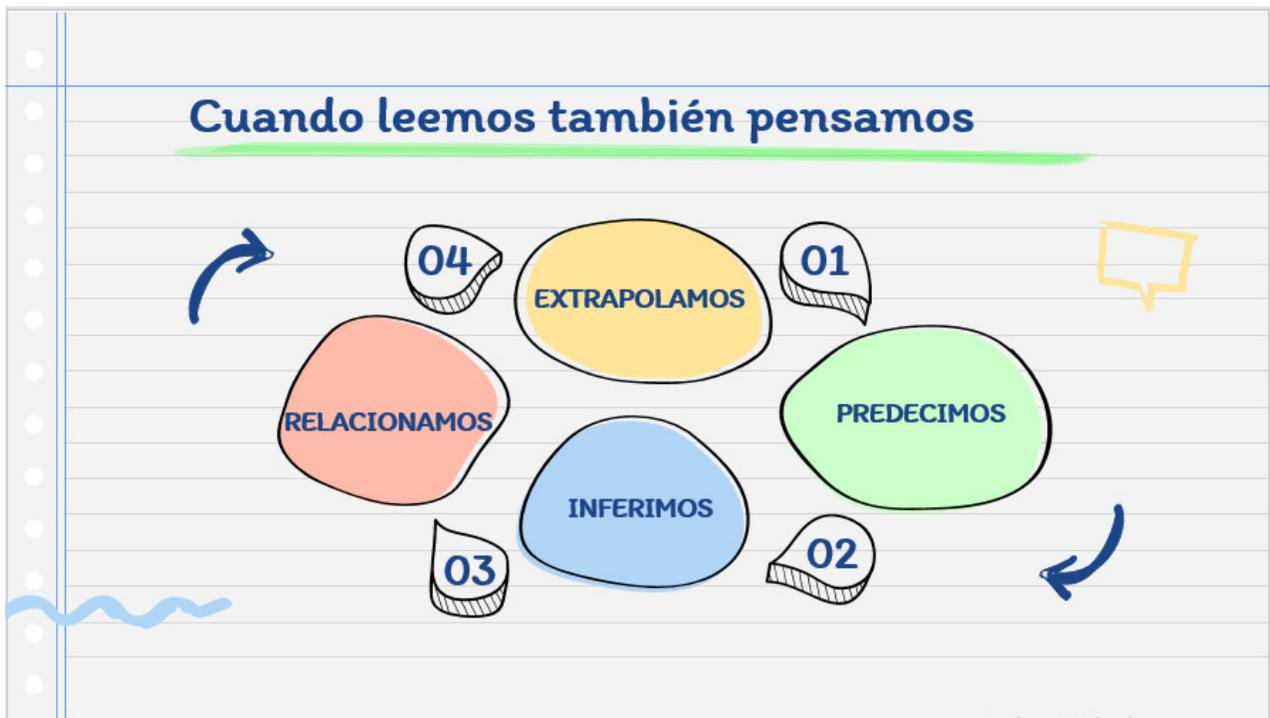 Cuando leemos también pensamos
04
01
EXTRAPOLAMOS
RELACIONAMOS
PREDECIMOS
INFERIMOS
03
02